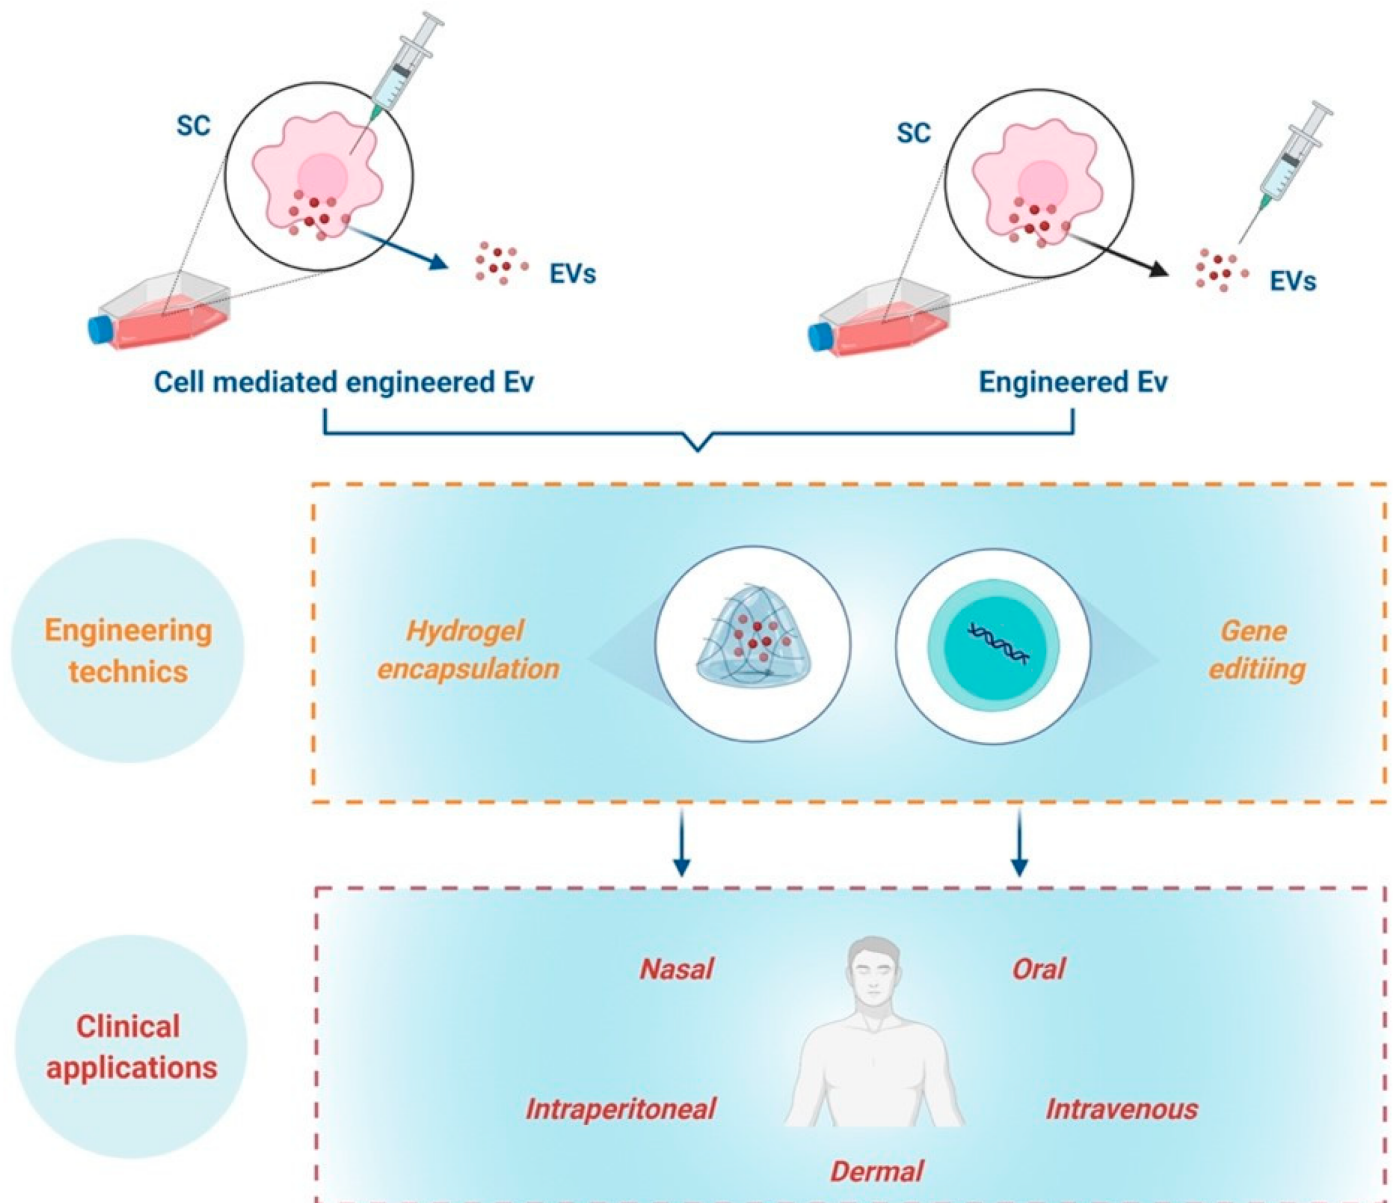 SC
SC
EVs
EVs
Cell mediated engineered Ev
Engineered Ev
Engineering
technics
Hydrogel
encapsulation
Gene
editiing
Clinical
applications
Nasal
Oral
Intraperitoneal
Intravenous
Dermal